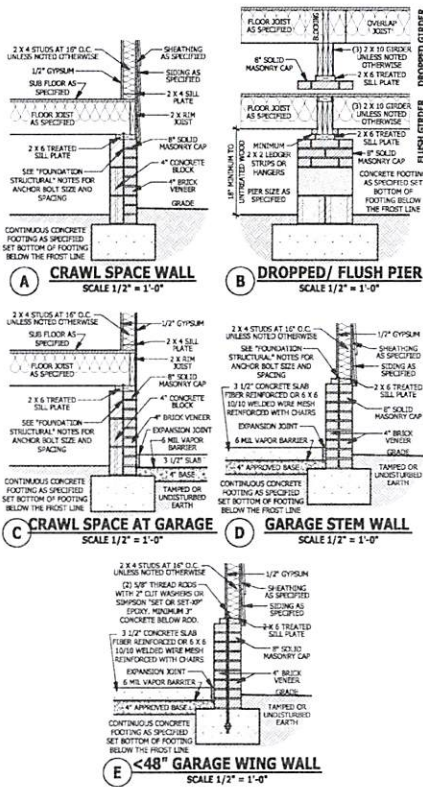 2 X 4 STUDS AT 16" O.C.
UNLESS NOTED OTHERWISE
1/2" GYPSUM
SUB FLOOR AS
SPECIFIED
FLOOR JOIST
AS SPECIFIED
2 X 6 TREATED
SILL PLATE
SEE "FOUNDATION
STRUCTURAL" NOTES FOR
ANCHOR BOLT SIZE AND
SPACING
CONTINUOUS CONCRETE
FOOTING AS SPECIFIED
SET BOTTOM OF FOOTING
BELOW THE FROST LINE
SHEATHING
AS SPECIFIED
SIDING AS
SPECIFIED
2 X 4 SILL
PLATE
2 X RIM
JOIST
8" SOLID
MASONRY CAP
4" CONCRETE
BLOCK
4" BRICK
VENEER
GRADE
A
CRAWL SPACE WALL
SCALE 1/2" = 1'-0"
FLOOR JOIST
AS SPECIFIED
BLOCKING
OVERLAP
JOIST
8" SOLID
MASONRY CAP
(3) 2 X 10 GIRDER
UNLESS NOTED
OTHERWISE
2 X 6 TREATED
SILL PLATE
DROPPED GIRDER
FLOOR JOIST
AS SPECIFIED
(3) 2 X 10 GIRDER
UNLESS NOTED
OTHERWISE
2 X 6 TREATED
SILL PLATE
8" SOLID
MASONRY CAP
FLUSH GIRDER
18" MINIMUM TO
UNTREATED WOOD
MINIMUM
2 X 2 LEDGER
STRIPS OR
HANGERS
PIER SIZE AS
SPECIFIED
CONCRETE FOOTING
AS SPECIFIED SET
BOTTOM OF
FOOTING BELOW
THE FROST LINE
B
DROPPED/ FLUSH PIER
SCALE 1/2" = 1'-0"
2 X 4 STUDS AT 16" O.C.
UNLESS NOTED OTHERWISE
SUB FLOOR AS
SPECIFIED
FLOOR JOIST
AS SPECIFIED
2 X 6 TREATED
SILL PLATE
SEE "FOUNDATION
STRUCTURAL" NOTES FOR
ANCHOR BOLT SIZE AND
SPACING
CONTINUOUS CONCRETE
FOOTING AS SPECIFIED
SET BOTTOM OF FOOTING
BELOW THE FROST LINE
1/2" GYPSUM
2 X 4 SILL
PLATE
2 X RIM
JOIST
8" SOLID
MASONRY CAP
4" CONCRETE
BLOCK
4" BRICK VENEER
EXPANSION JOINT
6 MIL VAPOR
BARRIER
3 1/2" SLAB
4" BASE
TAMPED OR
UNDISTURBED
EARTH
C
CRAWL SPACE AT GARAGE
SCALE 1/2" = 1'-0"
2 X 4 STUDS AT 16" O.C.
UNLESS NOTED OTHERWISE
SEE "FOUNDATION
STRUCTURAL" NOTES FOR
ANCHOR BOLT SIZE AND
SPACING
3 1/2" CONCRETE SLAB
FIBER REINFORCED OR 6 X 6
10/10 WELDED WIRE MESH
REINFORCED WITH CHAIRS
EXPANSION JOINT
6 MIL VAPOR BARRIER
4" APPROVED BASE
CONTINUOUS CONCRETE
FOOTING AS SPECIFIED
SET BOTTOM OF FOOTING
BELOW THE FROST LINE
1/2" GYPSUM
SHEATHING
AS SPECIFIED
SIDING AS
SPECIFIED
2 X 6 TREATED
SILL PLATE
8" SOLID
MASONRY CAP
4" BRICK
VENEER
GRADE
TAMPED OR
UNDISTURBED
EARTH
D
GARAGE STEM WALL
SCALE 1/2" = 1'-0"
2 X 4 STUDS AT 16" O.C.
UNLESS NOTED OTHERWISE
(2) 5/8" THREAD RODS
WITH 2" CUT WASHERS OR
SIMPSON "SET OR SET-XP"
EPOXY. MINIMUM 3"
CONCRETE BELOW ROD.
3 1/2" CONCRETE SLAB
FIBER REINFORCED OR 6 X 6
10/10 WELDED WIRE MESH
REINFORCED WITH CHAIRS
EXPANSION JOINT
6 MIL VAPOR BARRIER
4" APPROVED BASE
CONTINUOUS CONCRETE
FOOTING AS SPECIFIED
SET BOTTOM OF FOOTING
BELOW THE FROST LINE
1/2" GYPSUM
SHEATHING
AS SPECIFIED
SIDING AS
SPECIFIED
2 X 6 TREATED
SILL PLATE
8" SOLID
MASONRY CAP
4" BRICK
VENEER
GRADE
TAMPED OR
UNDISTURBED
EARTH
E
<48" GARAGE WING WALL
SCALE 1/2" = 1'-0"